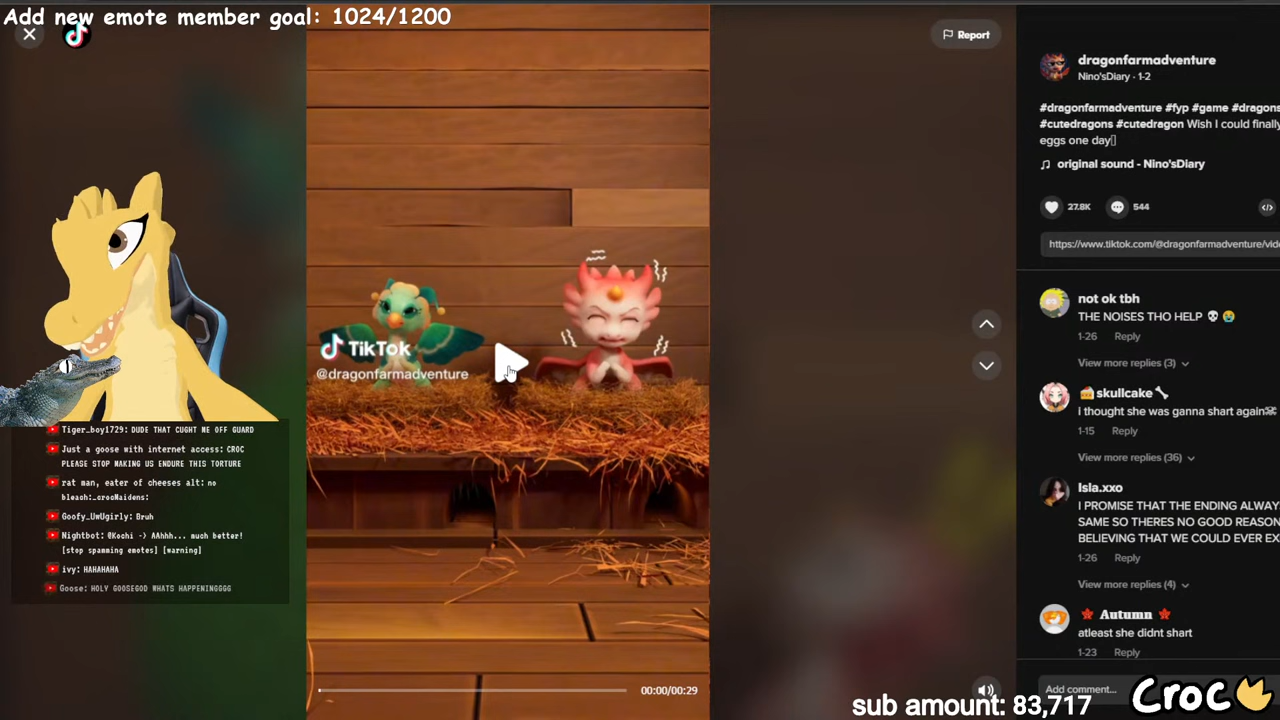 Add new emote member goal: 1024/1200
Report
dragonfarmadventure
Nino'sDiary · 1-2
#dragonfarmadventure #fyp #game #dragons
#cutedragons #cutedragon Wish I could finally
eggs one day
original sound - Nino'sDiary
27.8K
544
https://www.tiktok.com/@dragonfarmadventure/vid
not ok tbh
THE NOISES THO HELP 💀😭
1-26 Reply
View more replies (3)
skullcake
i thought she was ganna shart again
1-15 Reply
View more replies (36)
Isla.xxo
I PROMISE THAT THE ENDING ALWAY
SAME SO THERES NO GOOD REASO
BELIEVING THAT WE COULD EVER EX
1-26 Reply
View more replies (4)
Autumn
atleast she didnt shart
1-23 Reply
Add comment...
TikTok
@dragonfarmadventure
00:00/00:29
Tiger_boy1729: DUDE THAT CUGHT ME OFF GUARD
Just a goose with internet access: CROC
PLEASE STOP MAKING US ENDURE THIS TORTURE
rat man, eater of cheeses alt: no
bleach:_crocMaidens:
Goofy_UwUgirly: Bruh
Nightbot: @Kochi -> AAhhh... much better!
[stop spamming emotes] [warning]
ivy: HAHAHAHA
Goose: HOLY GOOSEGOD WHATS HAPPENINGGGG
sub amount: 83,717
Croc